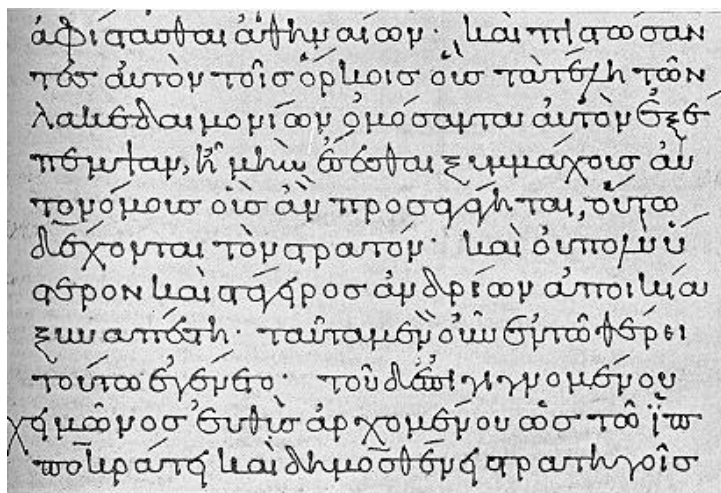 ἀφίστασθαι ἀθηναίων· καὶ πιστώσαν
τες αὐτὸν τοῖς ὅρκοις οὓς τὰ τέλη τῶν
λακεδαιμονίων ὀμόσαντα αὐτὸν ἐξέ
πεμψαν, ἦ μὴν ἔσεσθαι ξυμμάχους αὐ
τονόμους οὓς ἂν προσαγάγηται, οὕτω
δέχονται τὸν στρατόν· καὶ οὐ πολὺ ὕ
στερον καὶ στάγειρος ἀνδρίων ἀποικία
ξυναπέστη· ταῦτα μὲν οὖν ἐν τῶ θέρει
τούτω ἐγένετο· τοῦ δ' ἐπιγιγνομένου
χειμῶνος εὐθὺς ἀρχομένου ὡς τῶ ἱπ
ποκράτει καὶ δημοσθένει στρατηγοῖς